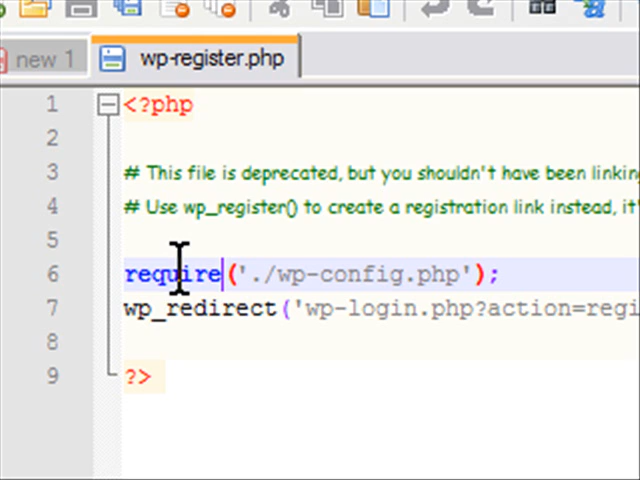 new 1 wp-register.php
1 <?php
2
3 # This file is deprecated, but you shouldn't have been linkin
4 # Use wp_register() to create a registration link instead, it'
5
6 require('./wp-config.php');
7 wp_redirect('wp-login.php?action=regi
8
9 ?>